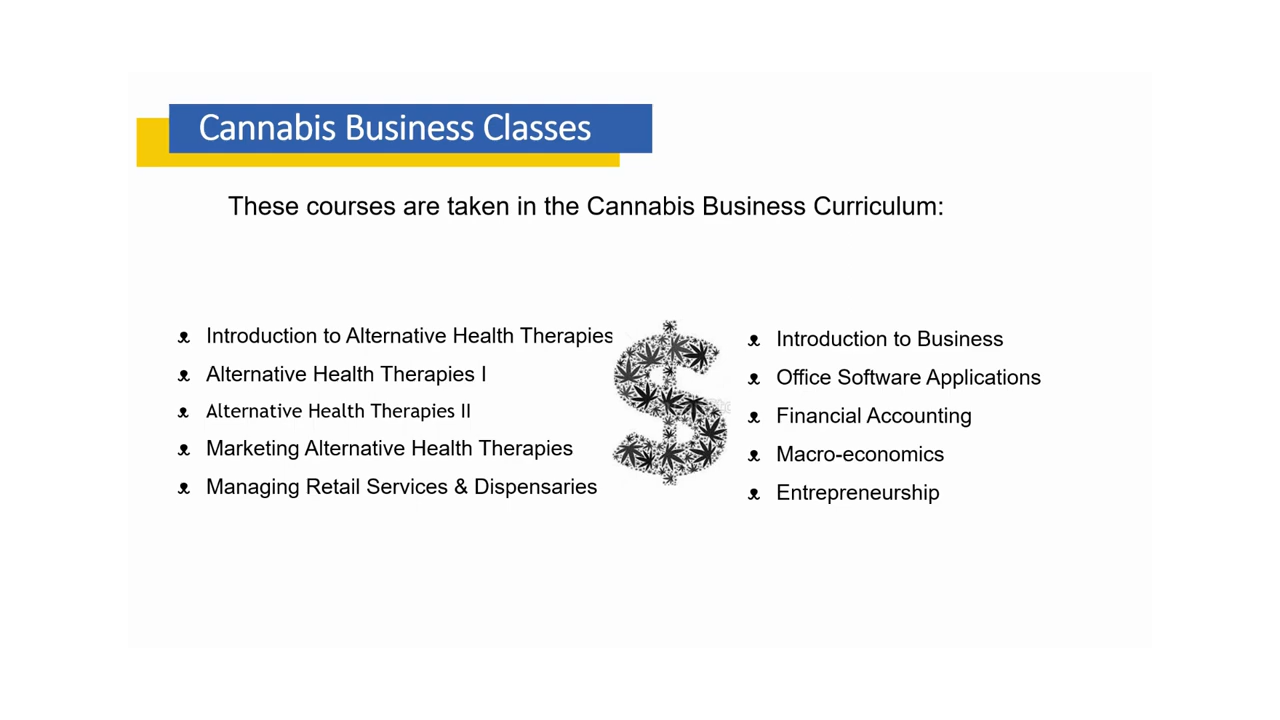 Cannabis Business Classes
These courses are taken in the Cannabis Business Curriculum:
Introduction to Alternative Health Therapies
Alternative Health Therapies I
Alternative Health Therapies II
Marketing Alternative Health Therapies
Managing Retail Services & Dispensaries
Introduction to Business
Office Software Applications
Financial Accounting
Macro-economics
Entrepreneurship